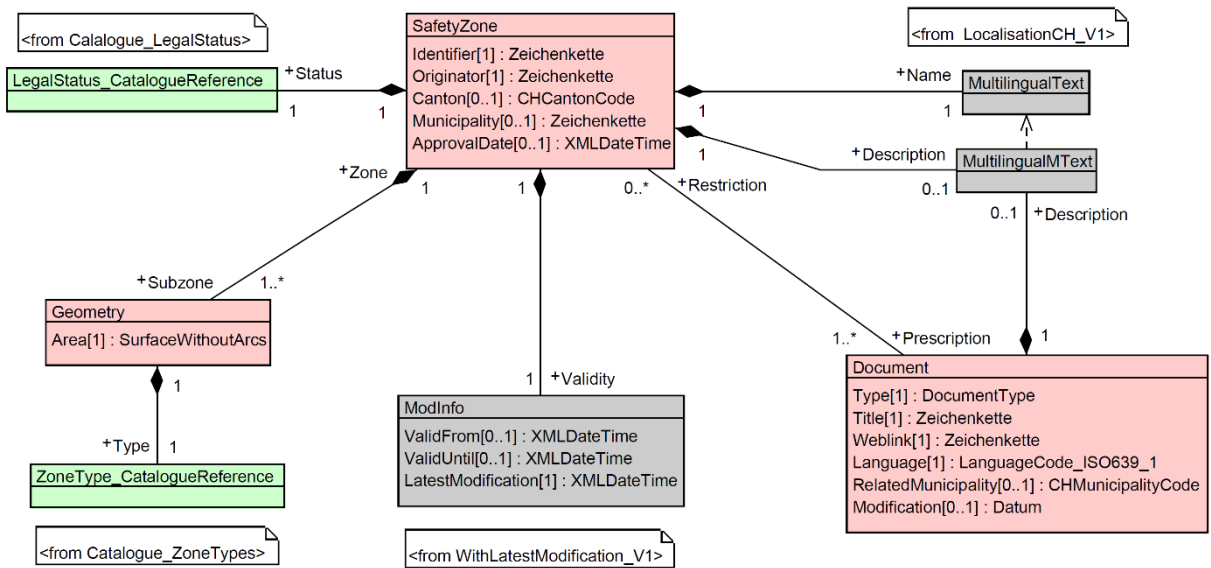 <from Calalogue_LegalStatus>
LegalStatus_CatalogueReference
+Status
1
1
SafetyZone
Identifier[1] : Zeichenkette
Originator[1] : Zeichenkette
Canton[0..1] : CHCantonCode
Municipality[0..1] : Zeichenkette
ApprovalDate[0..1] : XMLDateTime
<from LocalisationCH_V1>
+Name
1
1
MultilingualText
+Description
1
0..1
MultilingualMText
0..1
+Description
1
+Zone
1
1
0..*
+Restriction
+Subzone
1..*
Geometry
Area[1] : SurfaceWithoutArcs
1
+Type
1
ZoneType_CatalogueReference
<from Catalogue_ZoneTypes>
1
+Validity
ModInfo
ValidFrom[0..1] : XMLDateTime
ValidUntil[0..1] : XMLDateTime
LatestModification[1] : XMLDateTime
<from WithLatestModification_V1>
1..*
+Prescription
Document
Type[1] : DocumentType
Title[1] : Zeichenkette
Weblink[1] : Zeichenkette
Language[1] : LanguageCode_ISO639_1
RelatedMunicipality[0..1] : CHMunicipalityCode
Modification[0..1] : Datum